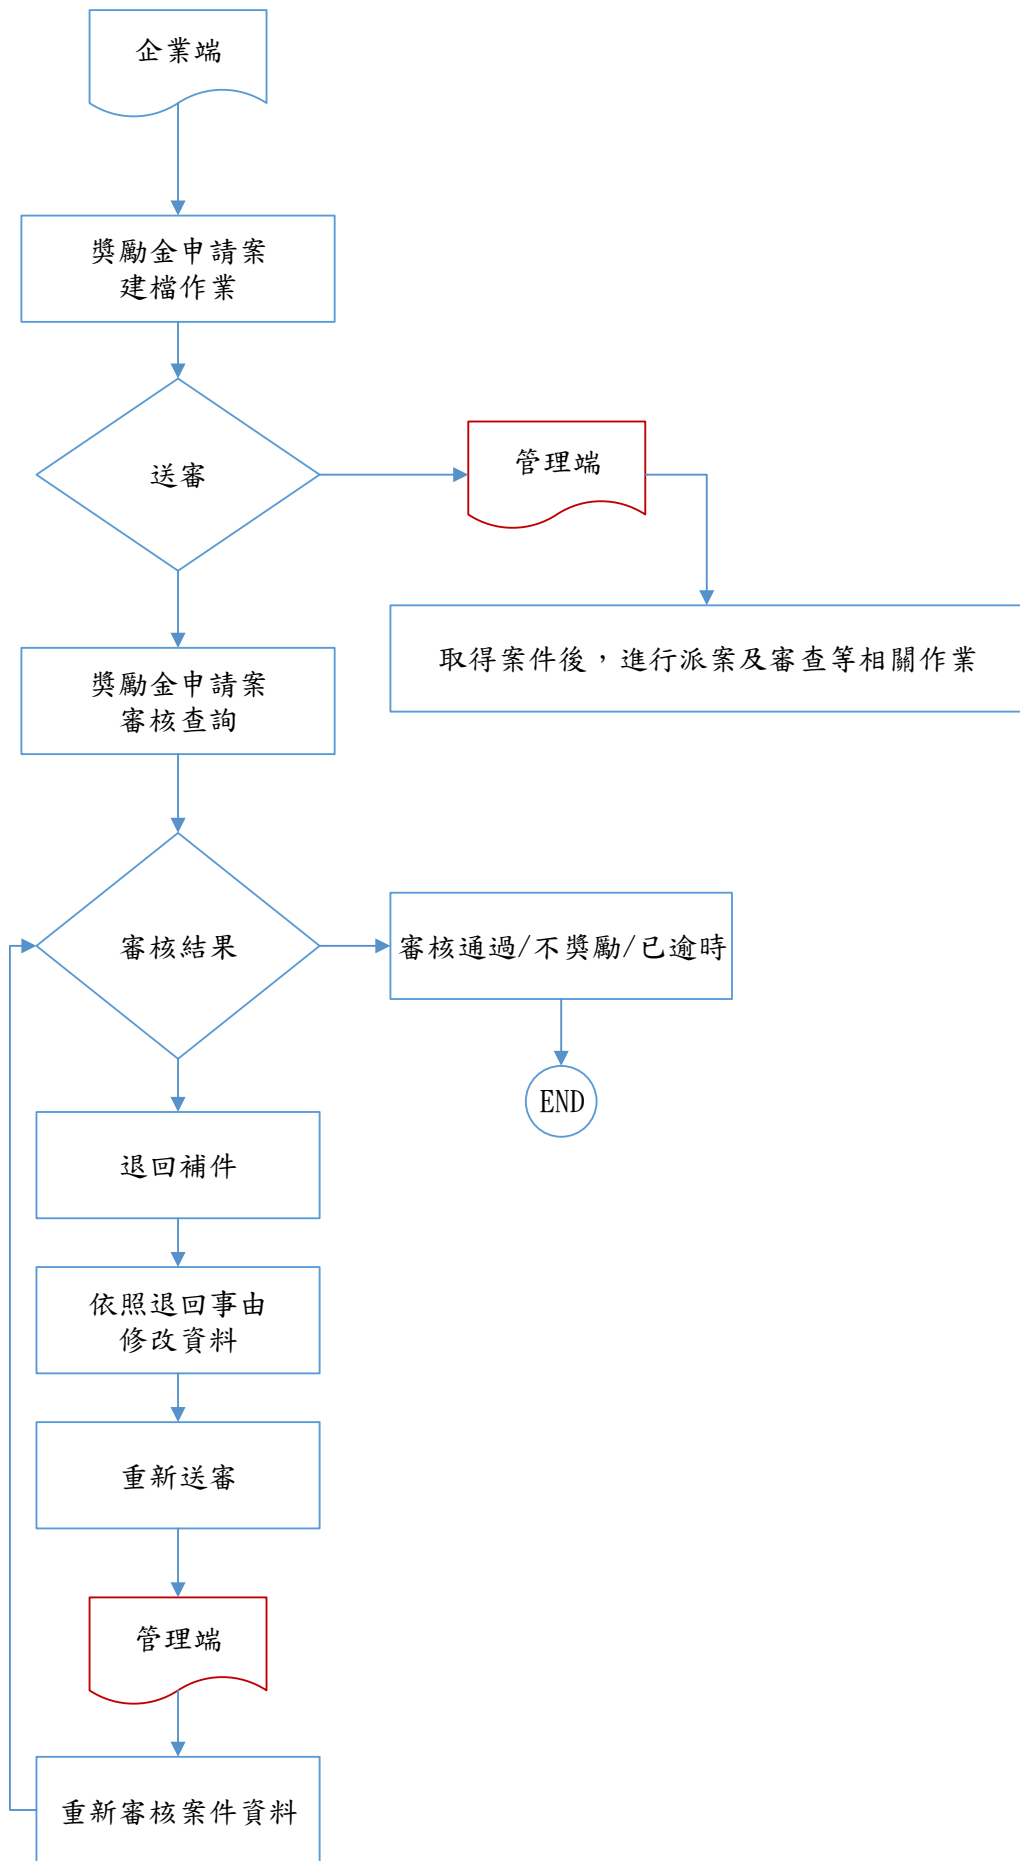 企業端
獎勵金申請案
建檔作業
送審
管理端
取得案件後，進行派案及審查等相關作業
獎勵金申請案
審核查詢
審核結果
審核通過/不獎勵/已逾時
END
退回補件
依照退回事由
修改資料
重新送審
管理端
重新審核案件資料